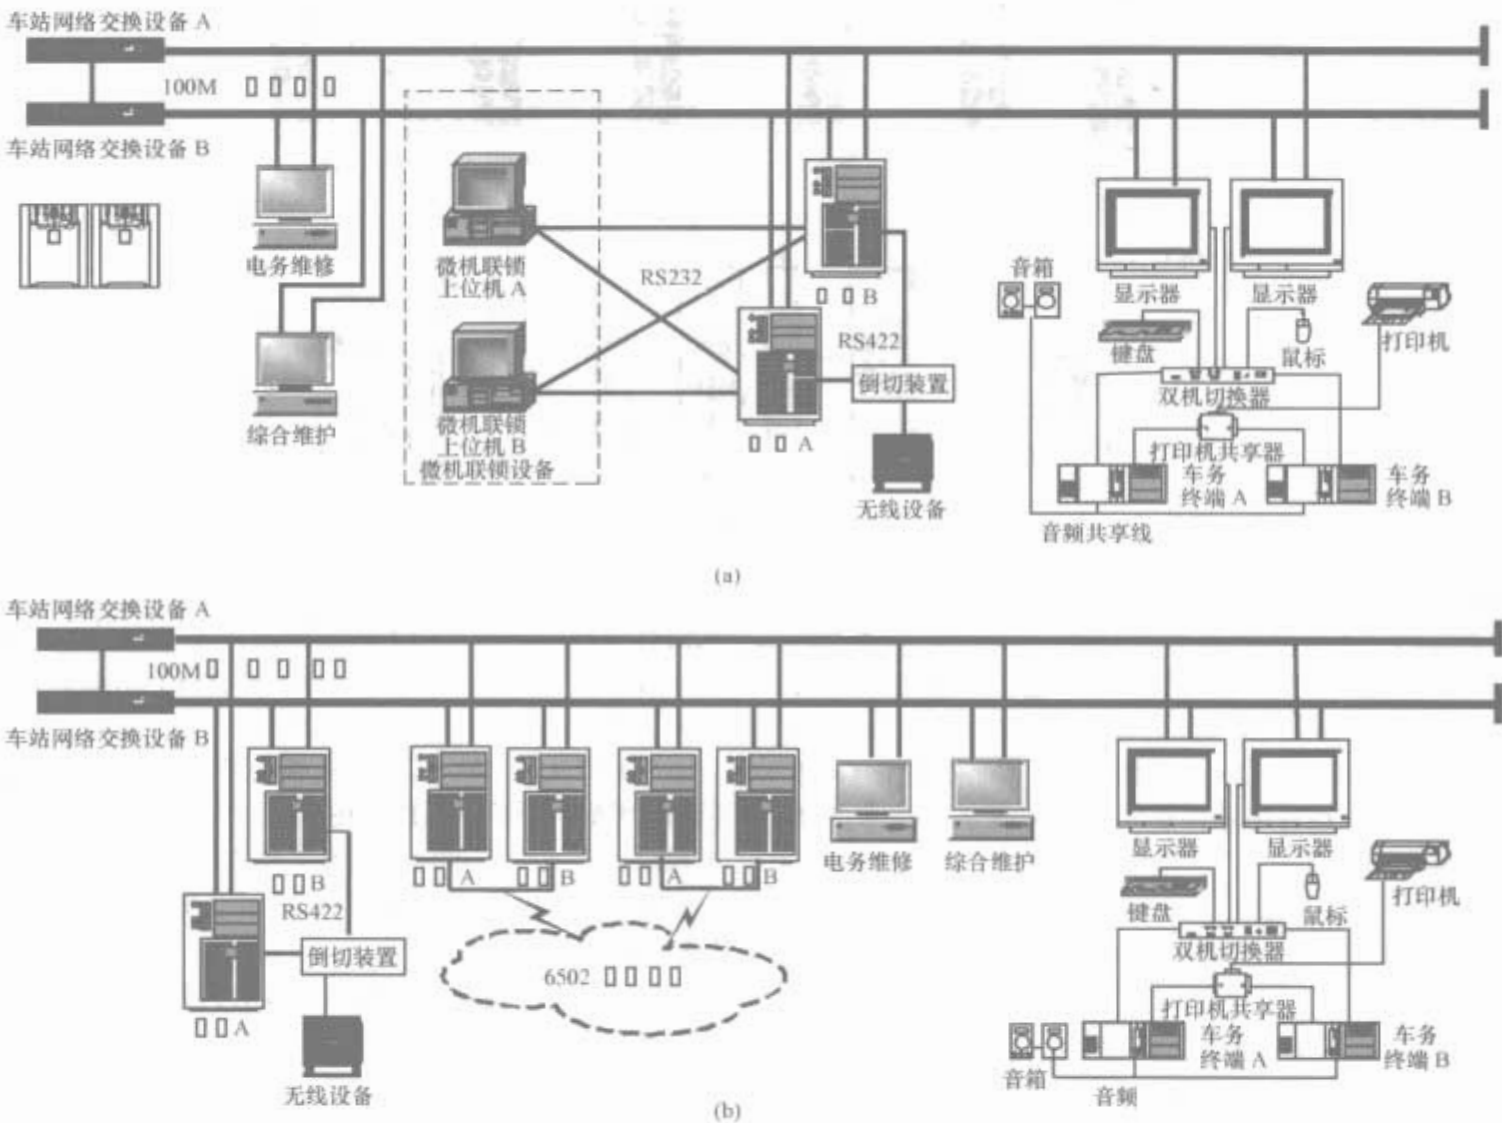 车站网络交换设备 A
100M
车站网络交换设备 B
电务维修
综合维护
微机联锁
上位机 A
微机联锁
上位机 B
微机联锁设备
RS232
B
A
RS422
倒切装置
无线设备
音箱
显示器
显示器
键盘
鼠标
打印机
双机切换器
打印机共享器
车务
终端 A
车务
终端 B
音频共享线
(a)
车站网络交换设备 A
100M
车站网络交换设备 B
B
A
RS422
倒切装置
无线设备
A
B
A
B
6502
电务维修
综合维护
显示器
显示器
键盘
鼠标
打印机
双机切换器
打印机共享器
车务
终端 A
车务
终端 B
音箱
音频
(b)